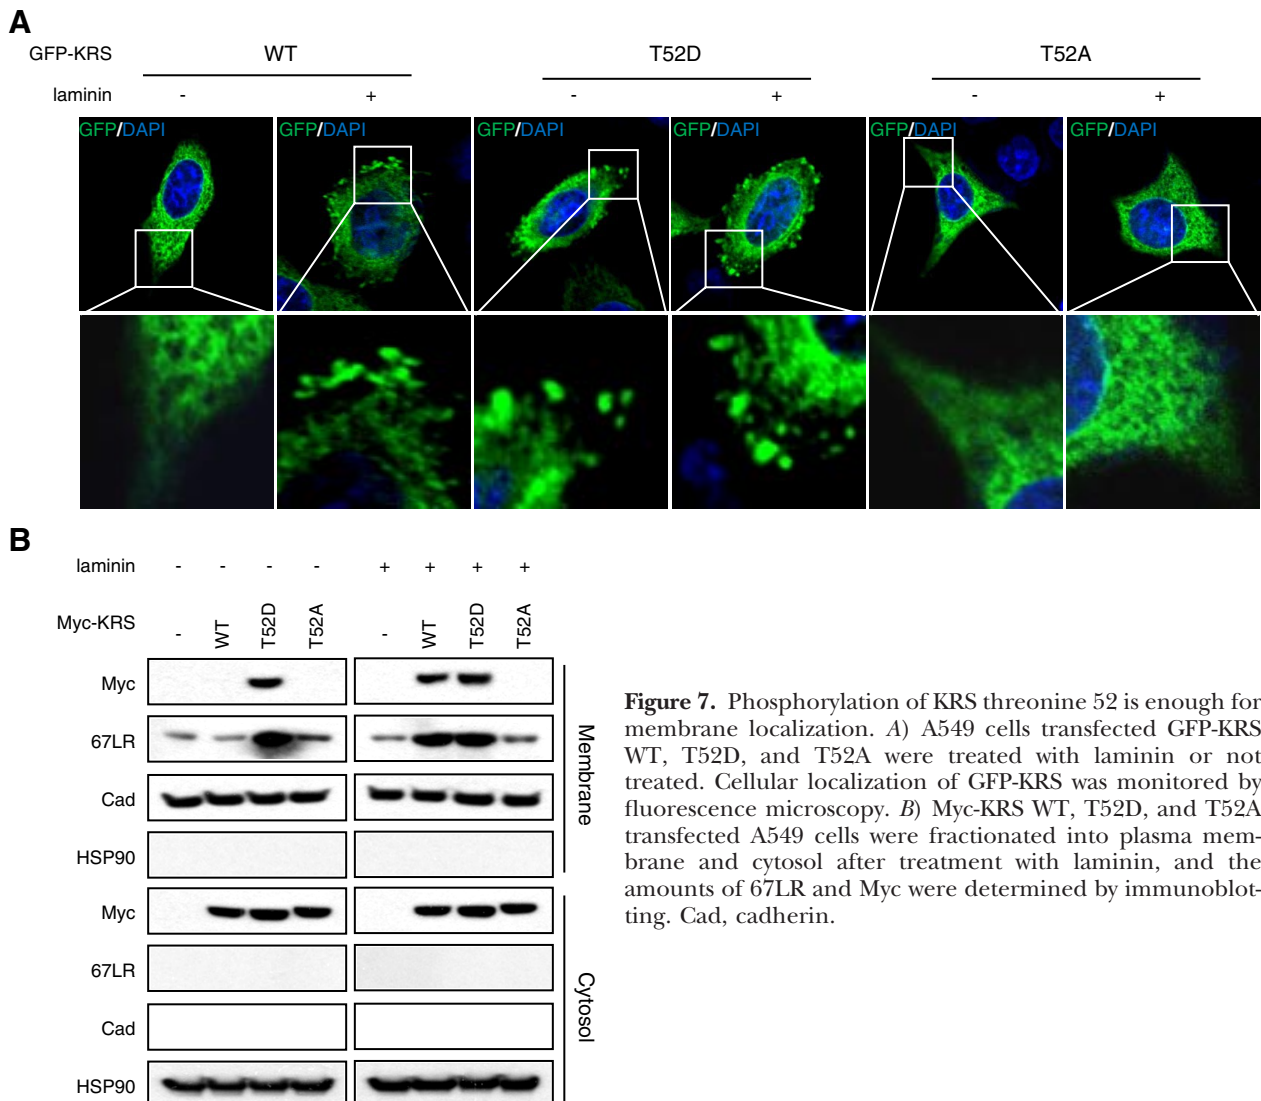 A
GFP-KRS WT T52D T52A
laminin - + - + - +
GFP/DAPI GFP/DAPI GFP/DAPI GFP/DAPI GFP/DAPI GFP/DAPI
B
laminin - - - - + + + +
Myc-KRS - WT T52D T52A - WT T52D T52A
Myc
67LR
Cad
HSP90
Membrane
Myc
67LR
Cad
HSP90
Cytosol
Figure 7. Phosphorylation of KRS threonine 52 is enough for
membrane localization. A) A549 cells transfected GFP-KRS
WT, T52D, and T52A were treated with laminin or not
treated. Cellular localization of GFP-KRS was monitored by
fluorescence microscopy. B) Myc-KRS WT, T52D, and T52A
transfected A549 cells were fractionated into plasma mem-
brane and cytosol after treatment with laminin, and the
amounts of 67LR and Myc were determined by immunoblot-
ting. Cad, cadherin.